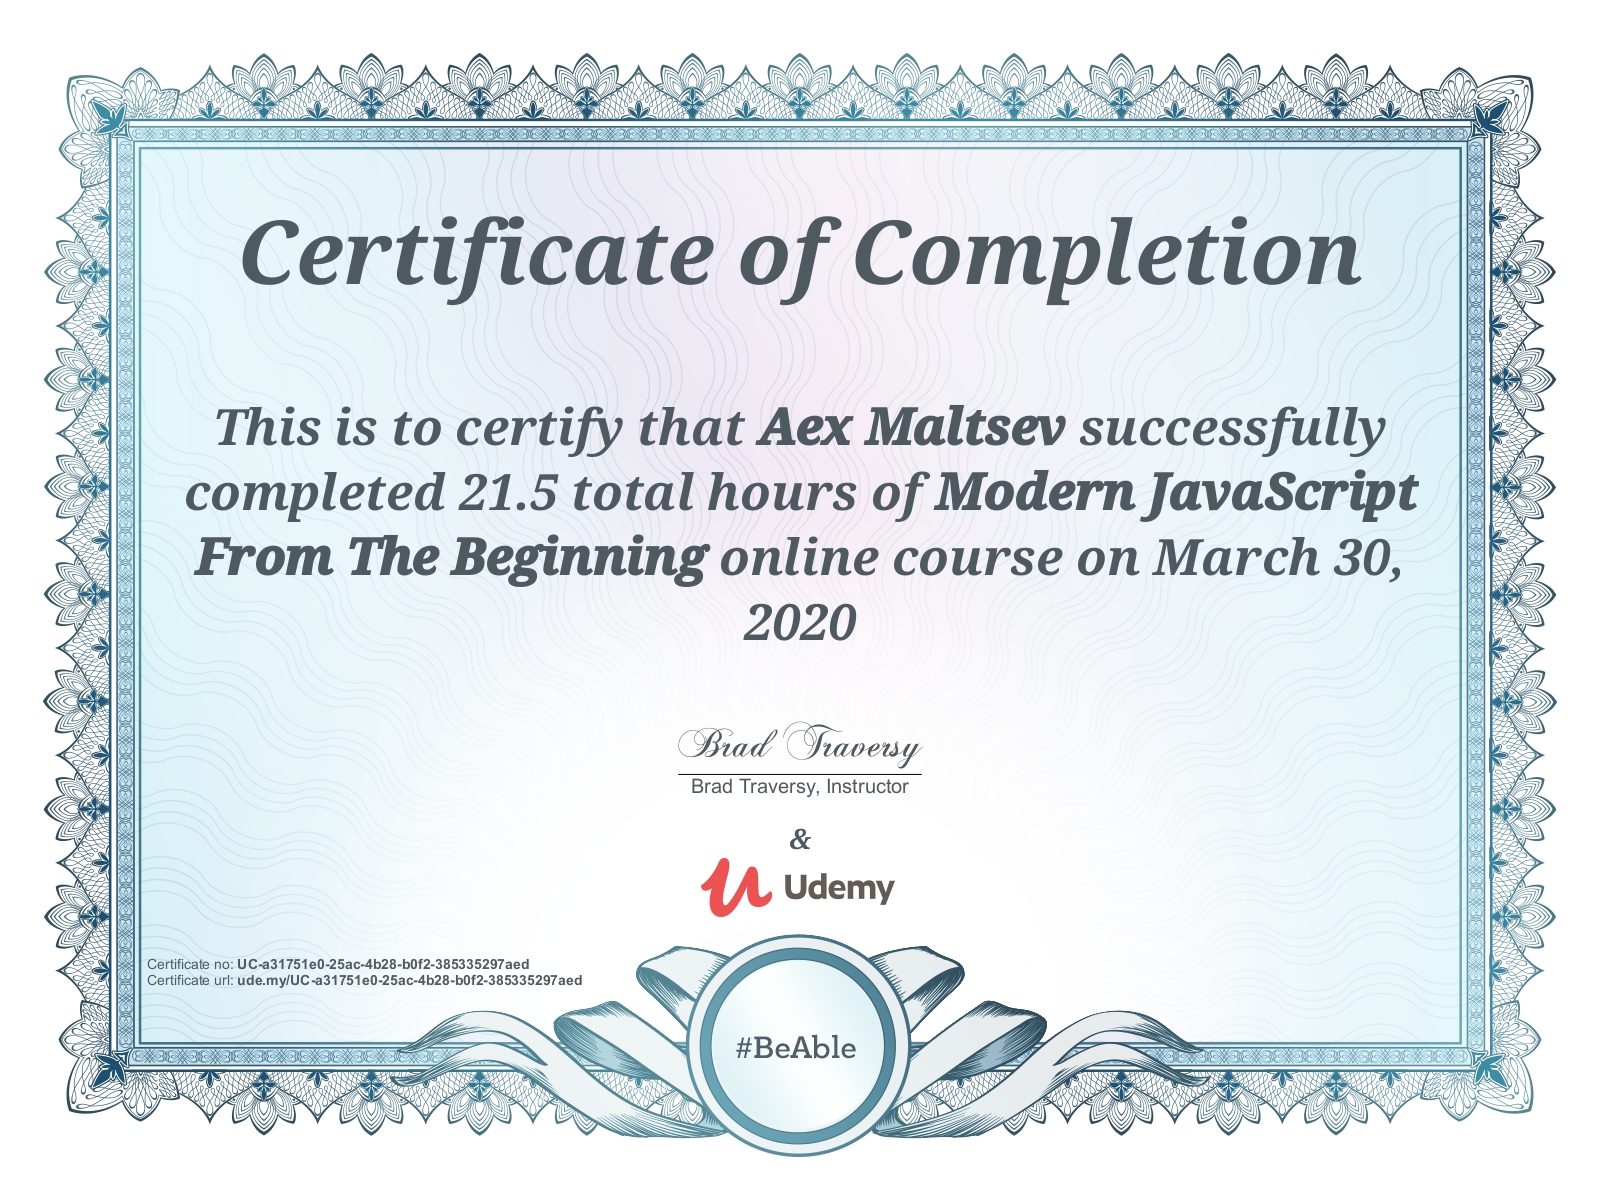 Certificate of Completion
This is to certify that Aex Maltsev successfully
completed 21.5 total hours of Modern JavaScript
From The Beginning online course on March 30,
2020
Brad Traversy
Brad Traversy, Instructor
&
Udemy
Certificate no: UC-a31751e0-25ac-4b28-b0f2-385335297aed
Certificate url: ude.my/UC-a31751e0-25ac-4b28-b0f2-385335297aed
#BeAble